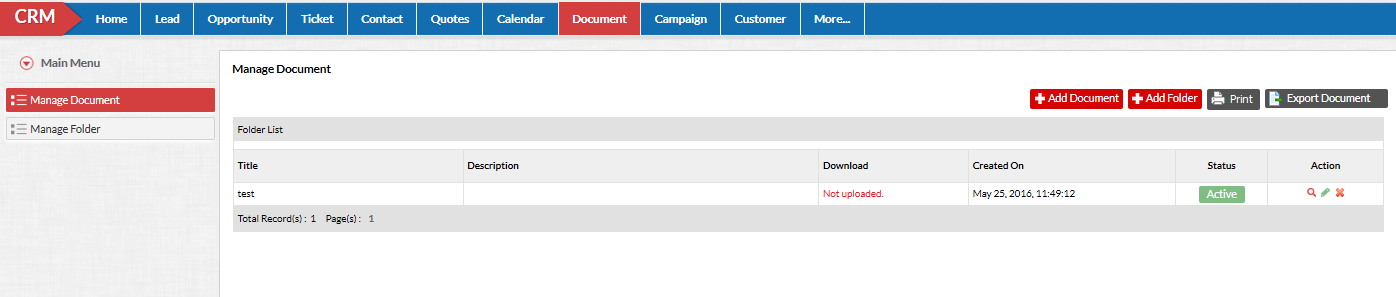 CRM Home Lead Opportunity Ticket Contact Quotes Calendar Document Campaign Customer More...
Main Menu
Manage Document
Manage Folder
Manage Document
Add Document Add Folder Print Export Document
Folder List
Title Description Download Created On Status Action
test Not uploaded. May 25, 2016, 11:49:12 Active
Total Record(s) : 1 Page(s) : 1